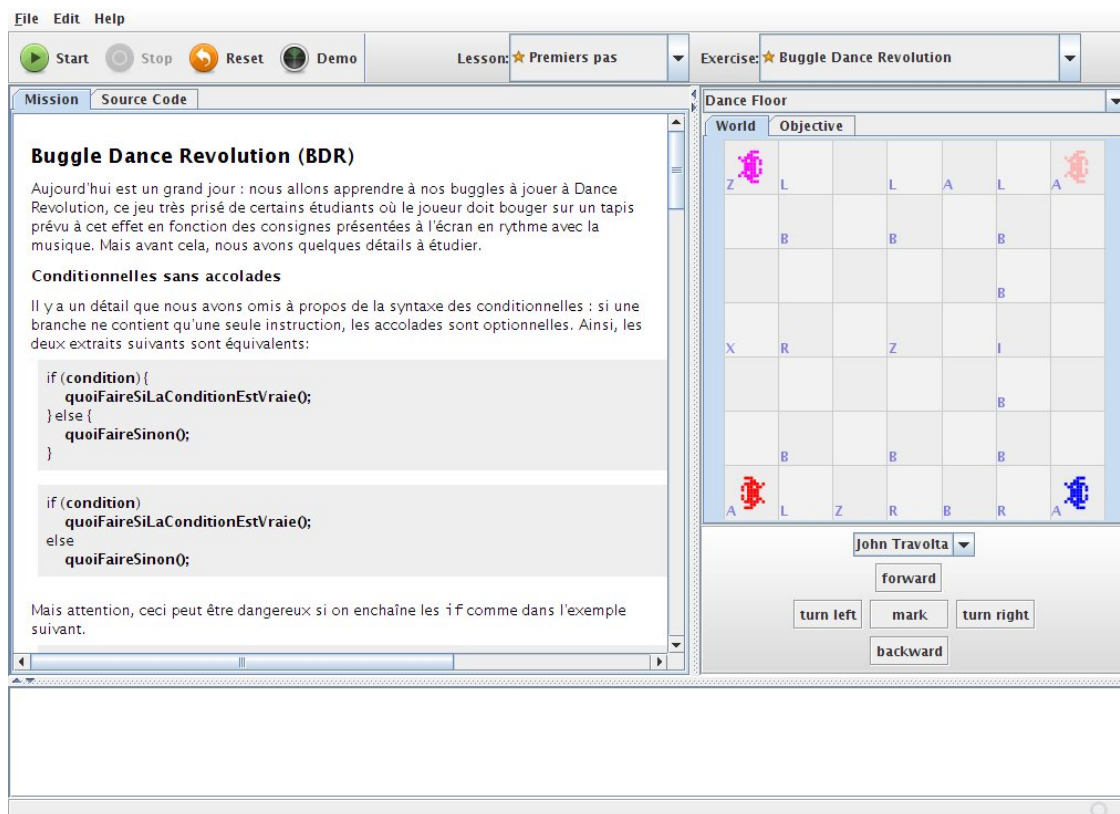 File Edit Help
Start Stop Reset Demo Lesson: Premiers pas Exercise: Buggle Dance Revolution
Mission Source Code
Buggle Dance Revolution (BDR)
Aujourd'hui est un grand jour : nous allons apprendre à nos buggles à jouer à Dance
Revolution, ce jeu très prisé de certains étudiants où le joueur doit bouger sur un tapis
prévu à cet effet en fonction des consignes présentées à l'écran en rythme avec la
musique. Mais avant cela, nous avons quelques détails à étudier.
Conditionnelles sans accolades
Il y a un détail que nous avons omis à propos de la syntaxe des conditionnelles : si une
branche ne contient qu'une seule instruction, les accolades sont optionnelles. Ainsi, les
deux extraits suivants sont équivalents:
if (condition) {
quoiFaireSiLaConditionEstVraie();
} else {
quoiFaireSinon();
}
if (condition)
quoiFaireSiLaConditionEstVraie();
else
quoiFaireSinon();
Mais attention, ceci peut être dangereux si on enchaîne les if comme dans l'exemple
suivant.
Dance Floor
World Objective
Z L L A L A
B B B
B
X R Z I
B
B B B
A L Z R B R A
John Travolta
forward
turn left mark turn right
backward